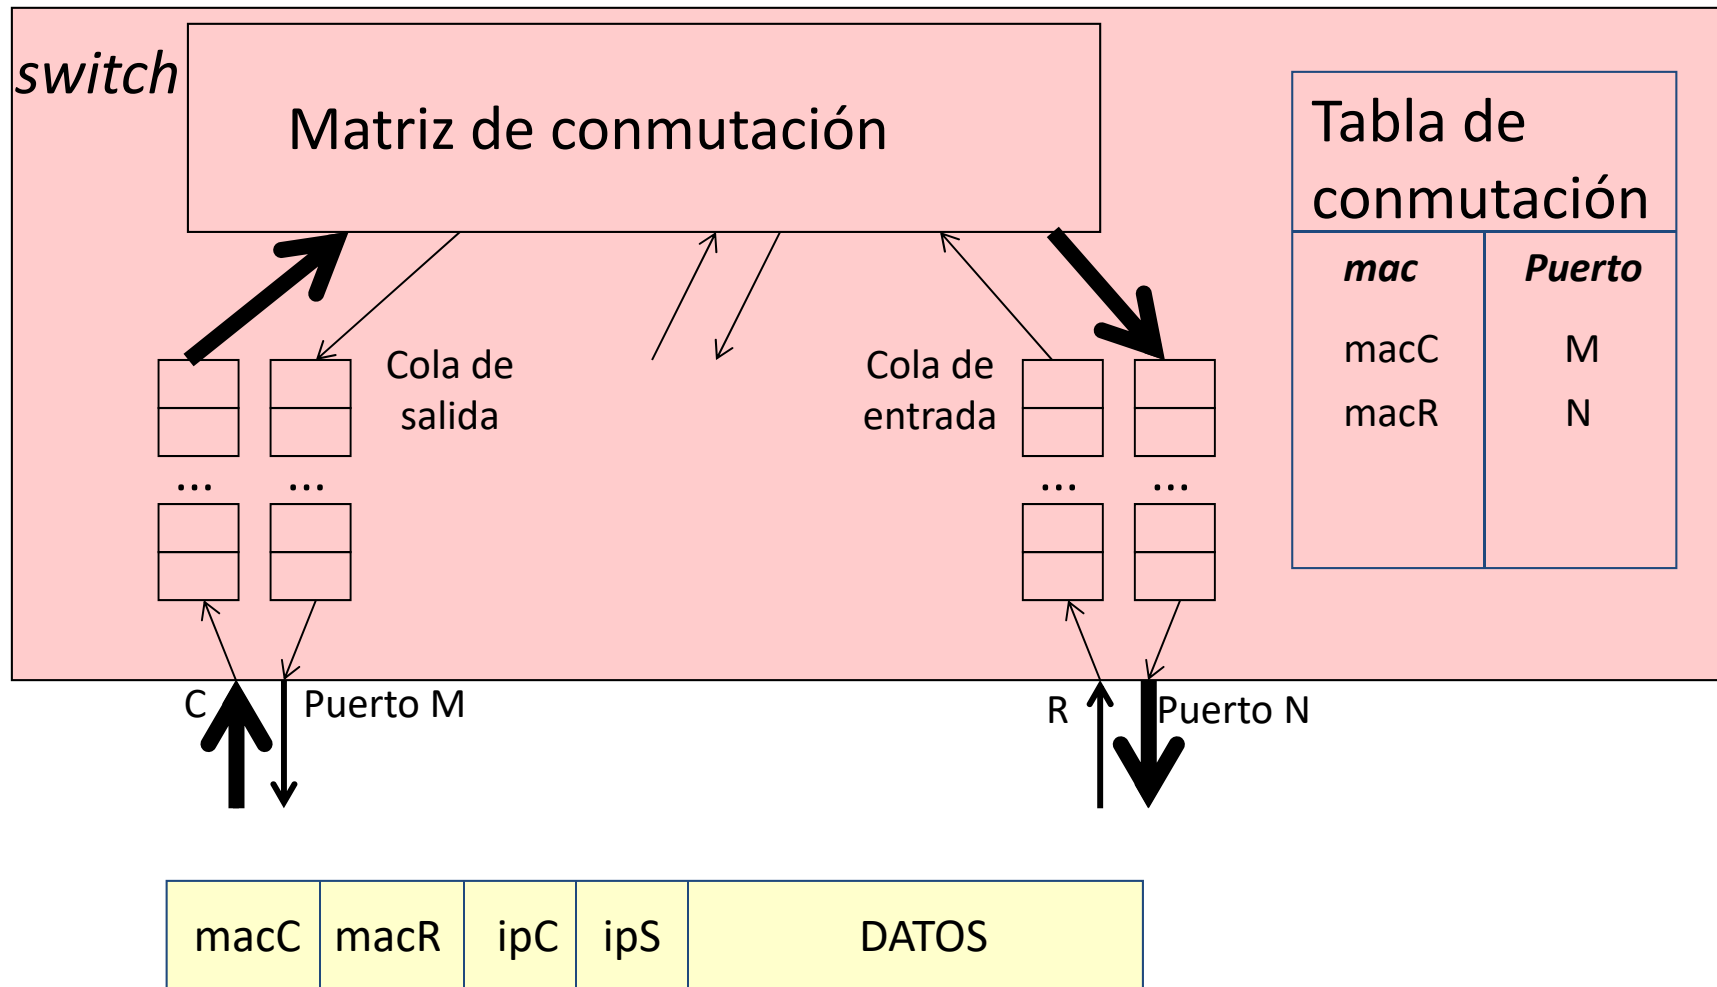 switch
Matriz de conmutación
Tabla de
conmutación
mac Puerto
macC M
macR N
Cola de
salida
Cola de
entrada
... ... ... ...
C Puerto M
R Puerto N
macC macR ipC ipS DATOS